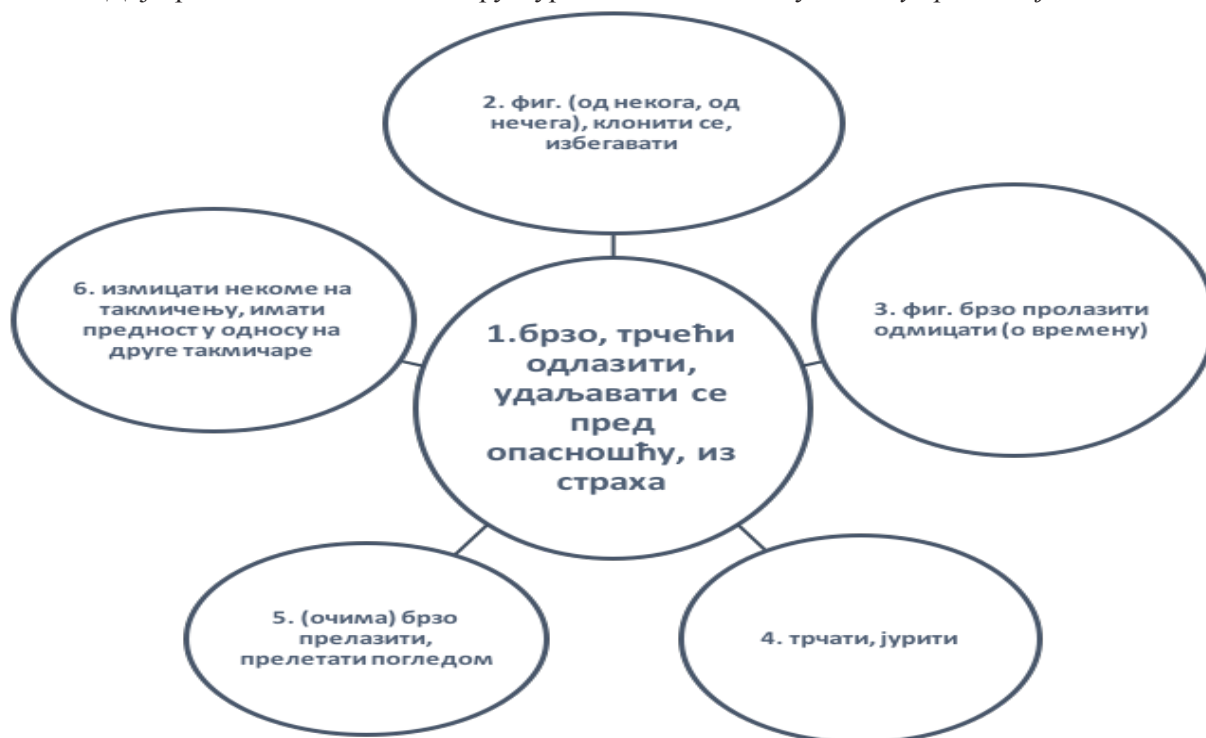 1.брзо, трчећи
одлазити,
удаљавати се
пред
опасношћу, из
страха
2. фиг. (од некога, од
нечега), клонити се,
избегавати
3. фиг. брзо пролазити
одмицати (о времену)
4. трчати, јурити
5. (очима) брзо
прелазити,
прелетати погледом
6. измицати некоме на
такмичењу, имати
предност у односу на
друге такмичаре